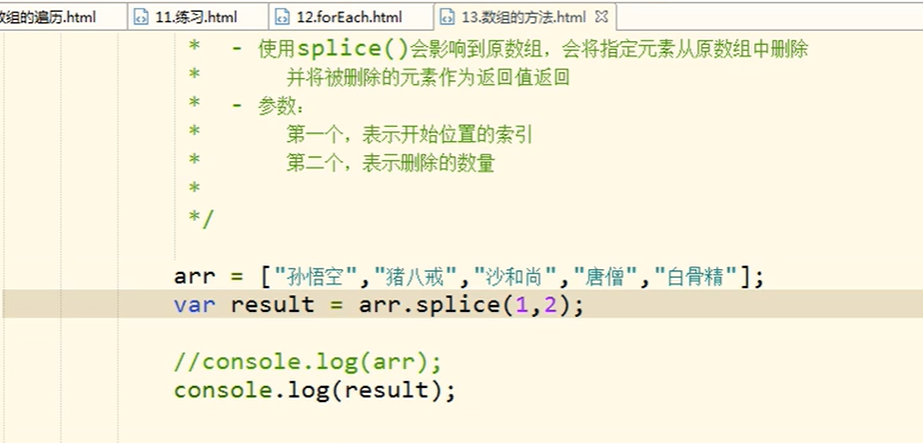 数组的遍历.html 11.练习.html 12.forEach.html 13.数组的方法.html
* - 使用splice()会影响到原数组，会将指定元素从原数组中删除
* 并将被删除的元素作为返回值返回
* - 参数：
* 第一个，表示开始位置的索引
* 第二个，表示删除的数量
*
*/
arr = ["孙悟空","猪八戒","沙和尚","唐僧","白骨精"];
var result = arr.splice(1,2);
//console.log(arr);
console.log(result);